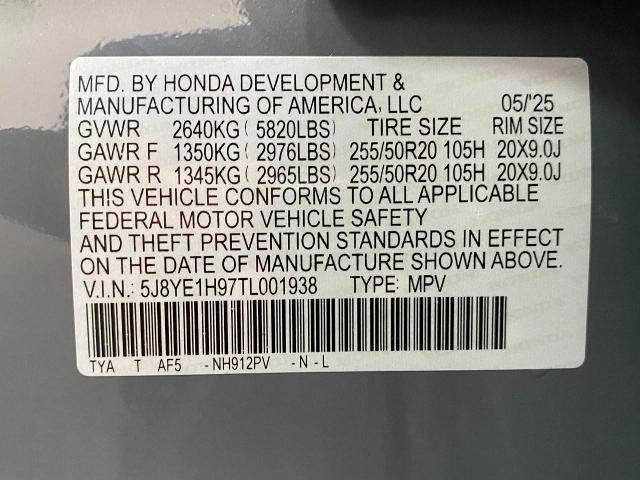 MFD. BY HONDA DEVELOPMENT &
MANUFACTURING OF AMERICA, LLC 05/'25
GVWR 2640KG ( 5820LBS) TIRE SIZE RIM SIZE
GAWR F 1350KG ( 2976LBS) 255/50R20 105H 20X9.0J
GAWR R 1345KG ( 2965LBS) 255/50R20 105H 20X9.0J
THIS VEHICLE CONFORMS TO ALL APPLICABLE
FEDERAL MOTOR VEHICLE SAFETY
AND THEFT PREVENTION STANDARDS IN EFFECT
ON THE DATE OF MANUFACTURE SHOWN ABOVE.
V.I.N.: 5J8YE1H97TL001938 TYPE: MPV
TYA T AF5 -NH912PV -N-L